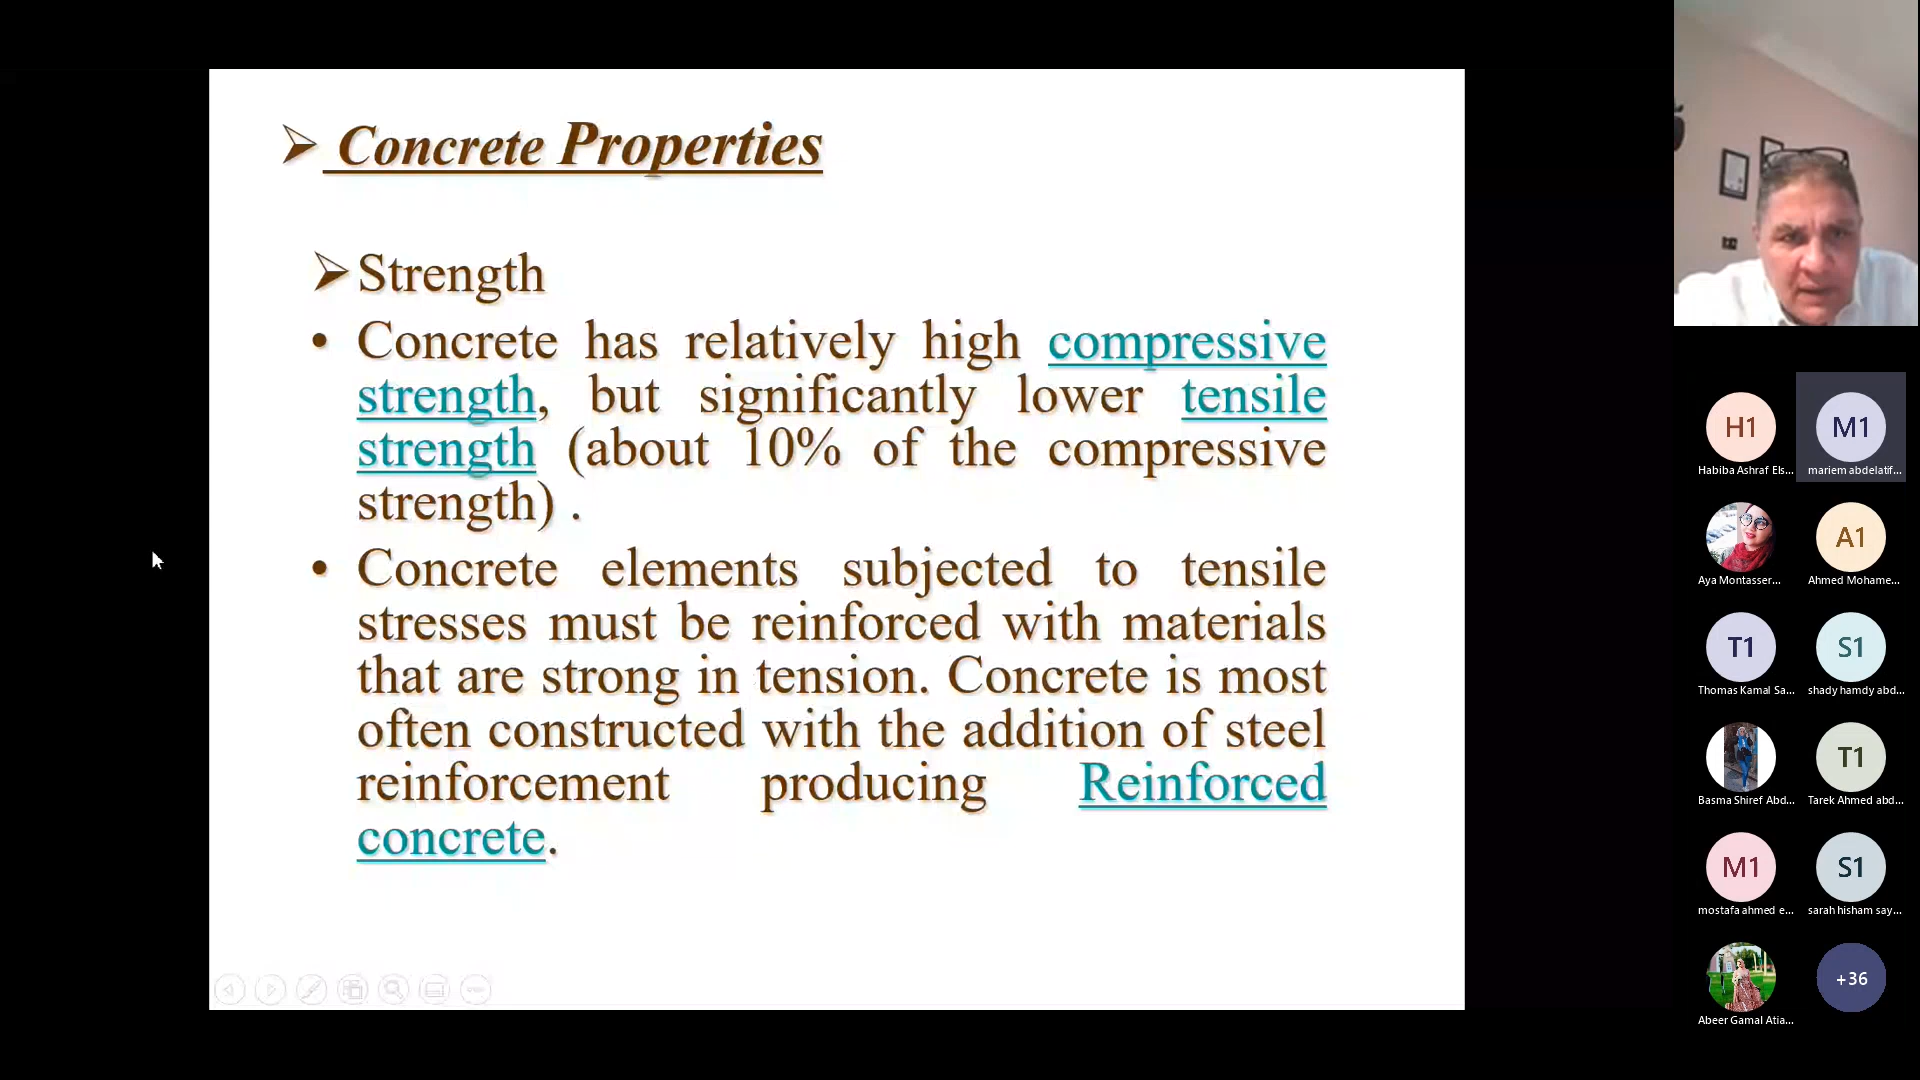 Concrete Properties
Strength
• Concrete has relatively high compressive
strength, but significantly lower tensile
strength (about 10% of the compressive
strength) .
• Concrete elements subjected to tensile
stresses must be reinforced with materials
that are strong in tension. Concrete is most
often constructed with the addition of steel
reinforcement producing Reinforced
concrete.
H1
Habiba Ashraf Els...
M1
mariem abdelatif...
Aya Montasser...
A1
Ahmed Mohame...
T1
Thomas Kamal Sa...
S1
shady hamdy abd...
Basma Shiref Abd...
T1
Tarek Ahmed abd...
M1
mostafa ahmed e...
S1
sarah hisham say...
Abeer Gamal Atia...
+36